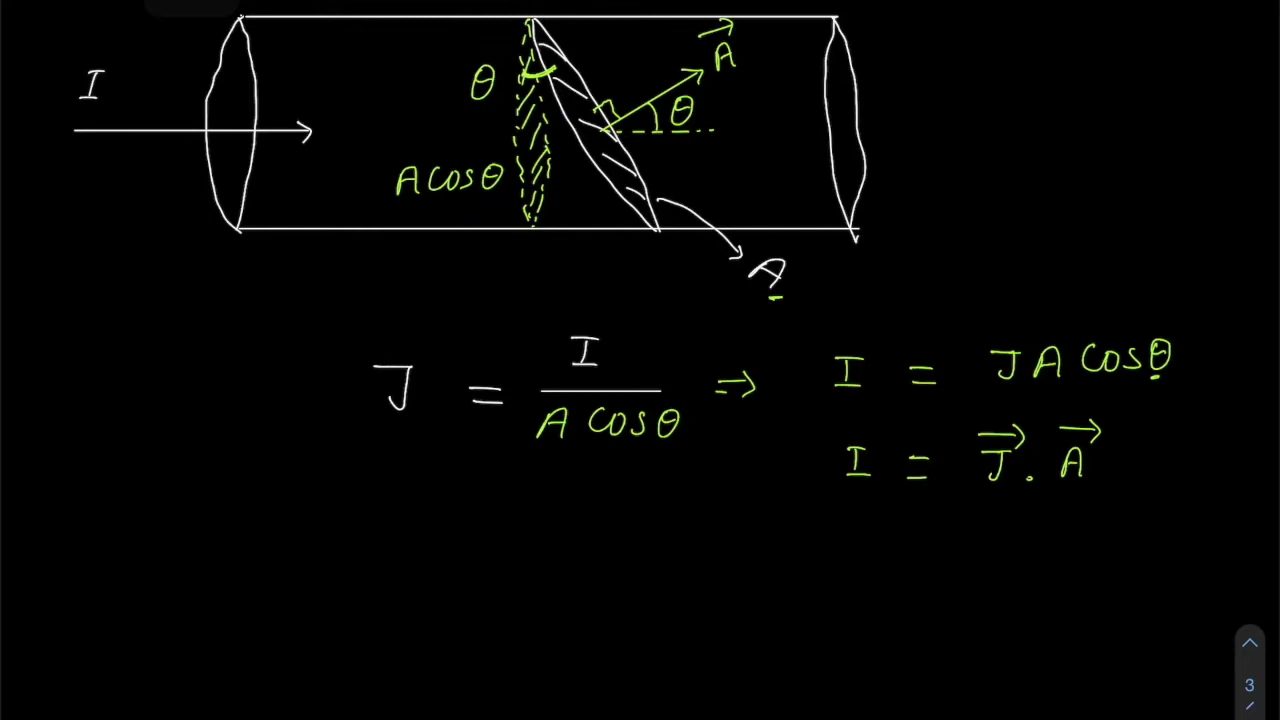 I
θ
A⃗
θ
A cosθ
A
J = I / A cosθ ⇒ I = J A cosθ
I = J⃗ . A⃗
3